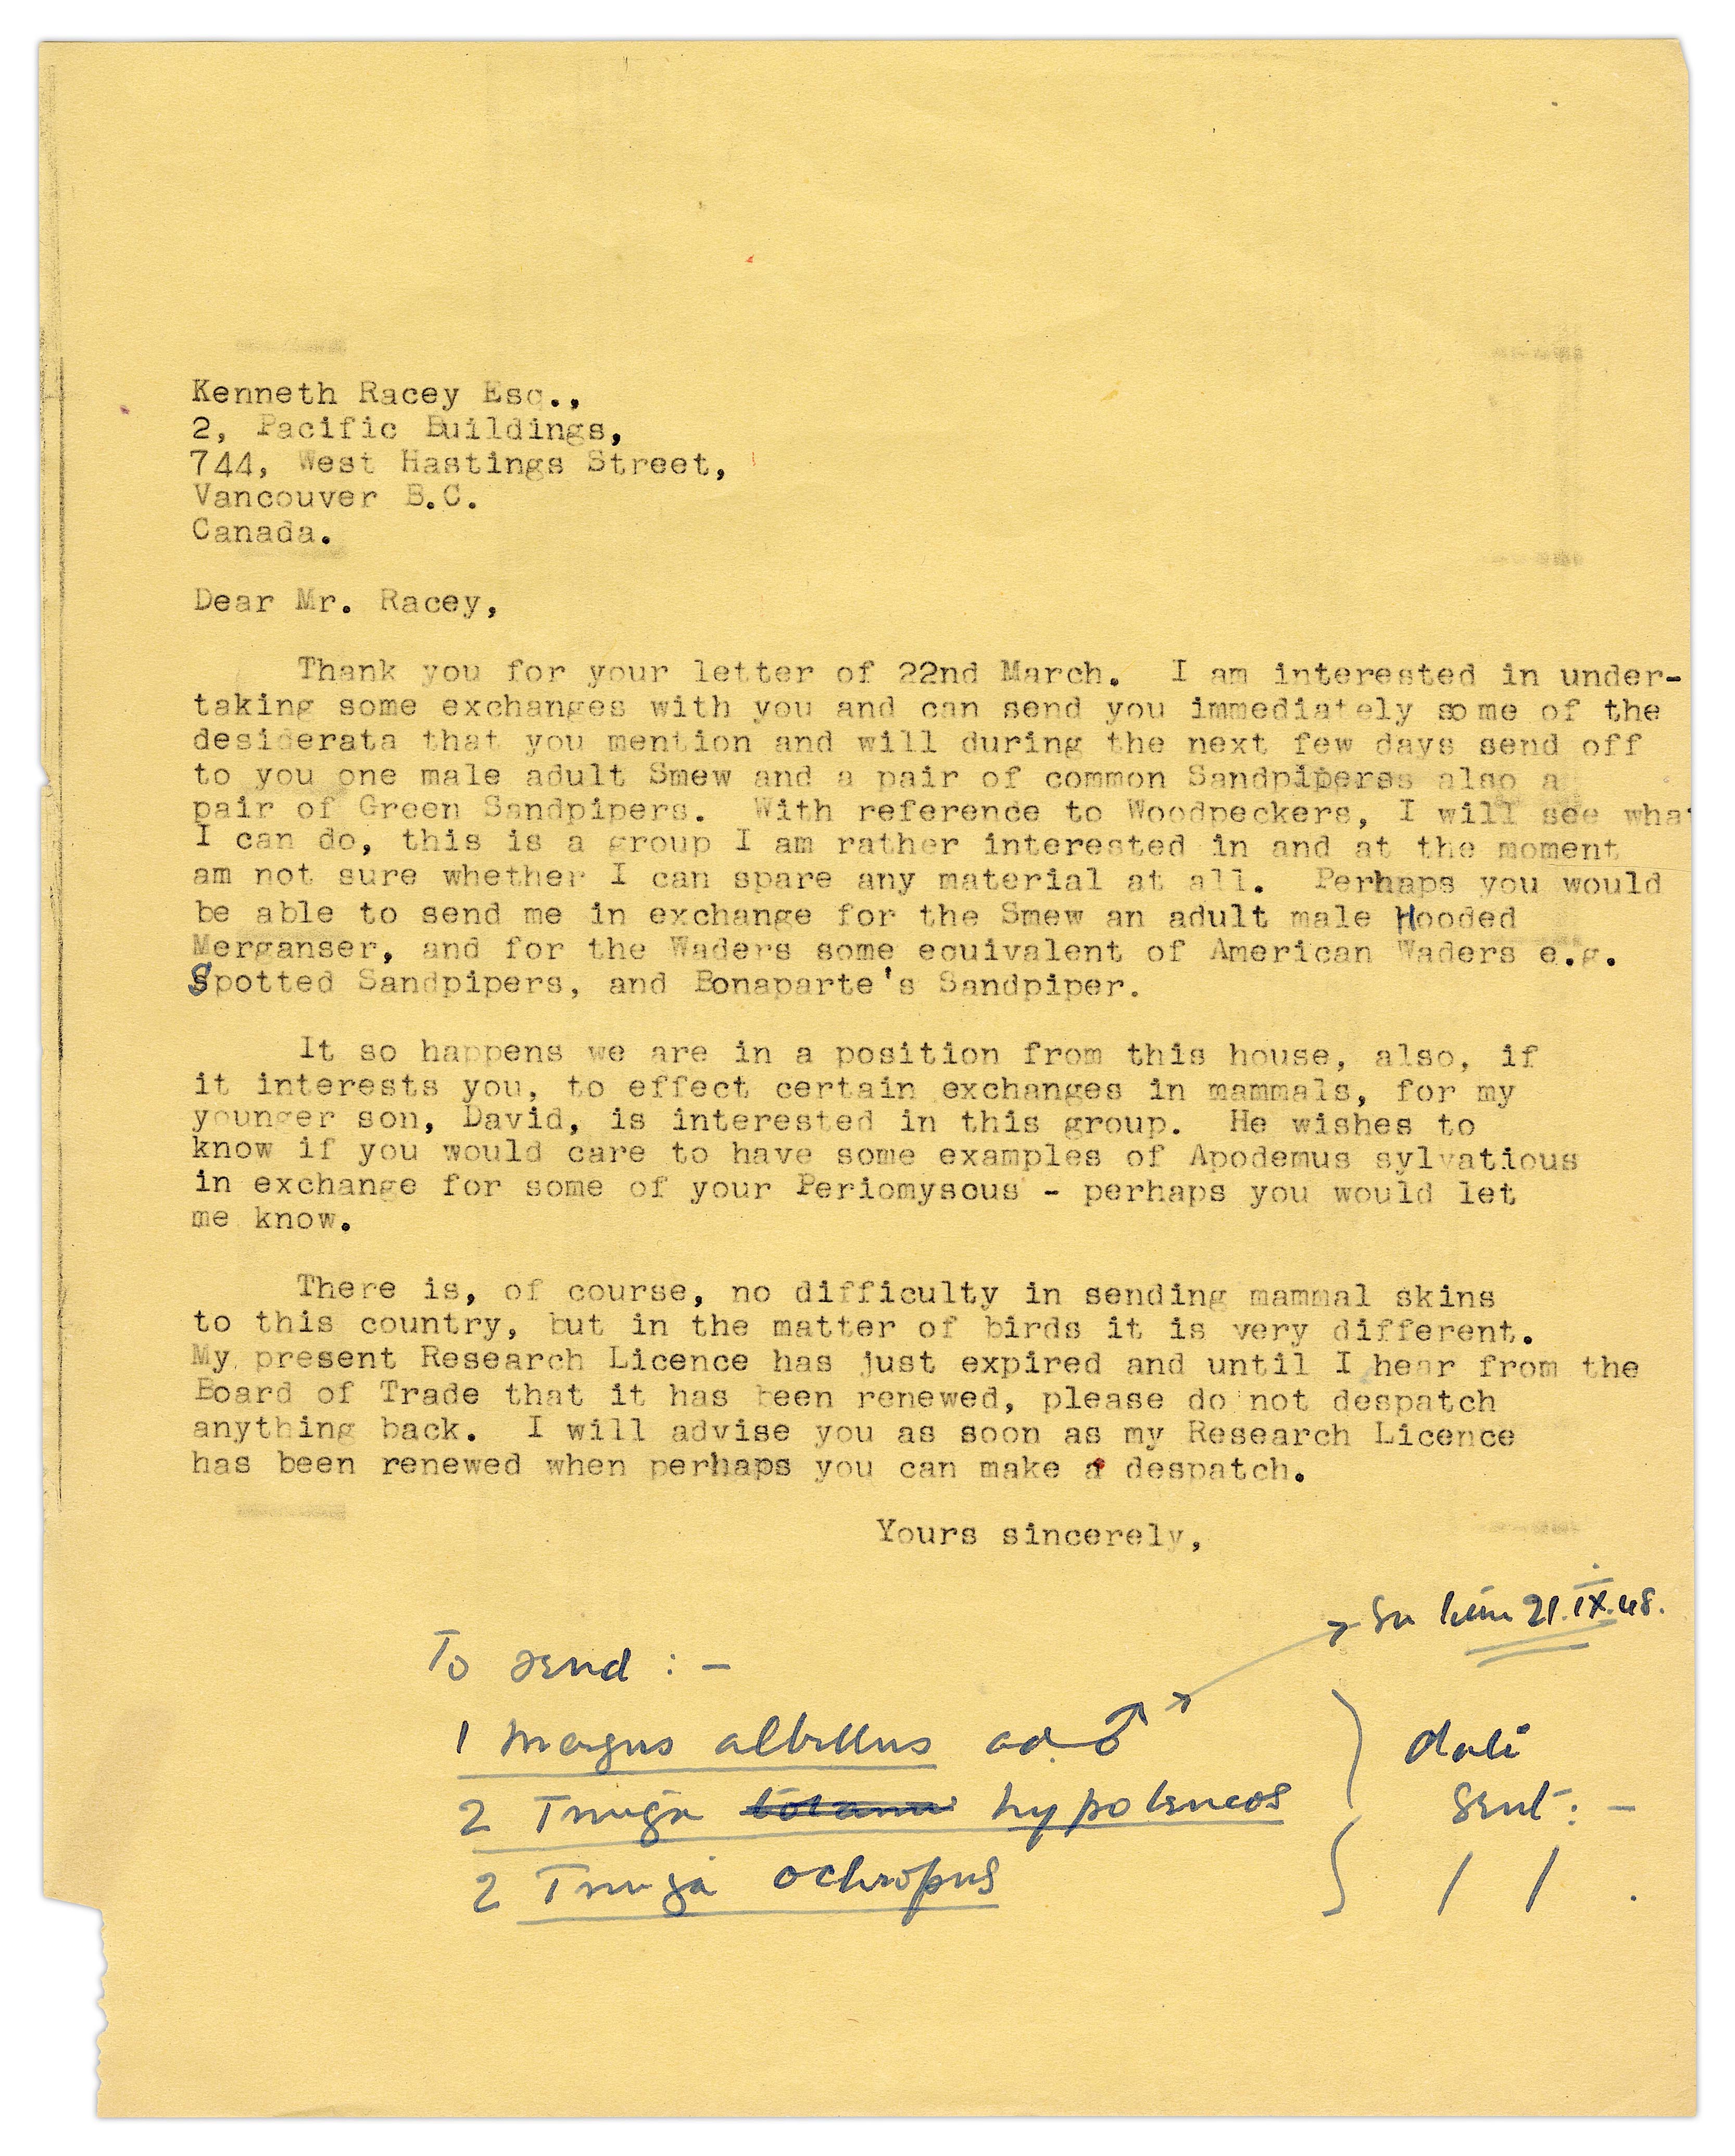 Kenneth Racey Esq.,
2, Pacific Buildings,
744, West Hastings Street,
Vancouver B.C.
Canada.
Dear Mr. Racey,
Thank you for your letter of 22nd March. I am interested in under-
taking some exchanges with you and can send you immediately some of the
desiderata that you mention and will during the next few days send off
to you one male adult Smew and a pair of common Sandpiperss also a
pair of Green Sandpipers. With reference to Woodpeckers, I will see what
I can do, this is a group I am rather interested in and at the moment
am not sure whether I can spare any material at all. Perhaps you would
be able to send me in exchange for the Smew an adult male Hooded
Merganser, and for the Waders some equivalent of American Waders e.g.
Spotted Sandpipers, and Bonaparte's Sandpiper.
It so happens we are in a position from this house, also, if
it interests you, to effect certain exchanges in mammals, for my
younger son, David, is interested in this group. He wishes to
know if you would care to have some examples of Apodemus sylvatious
in exchange for some of your Periomysous - perhaps you would let
me know.
There is, of course, no difficulty in sending mammal skins
to this country, but in the matter of birds it is very different.
My present Research Licence has just expired and until I hear from the
Board of Trade that it has been renewed, please do not despatch
anything back. I will advise you as soon as my Research Licence
has been renewed when perhaps you can make a despatch.
Yours sincerely,
21.IX.48.
To send : -
1 Mergus albellus ad ♂
2 Tringa hypoleucos
2 Tringa ochropus
date
sent: -
/ / .